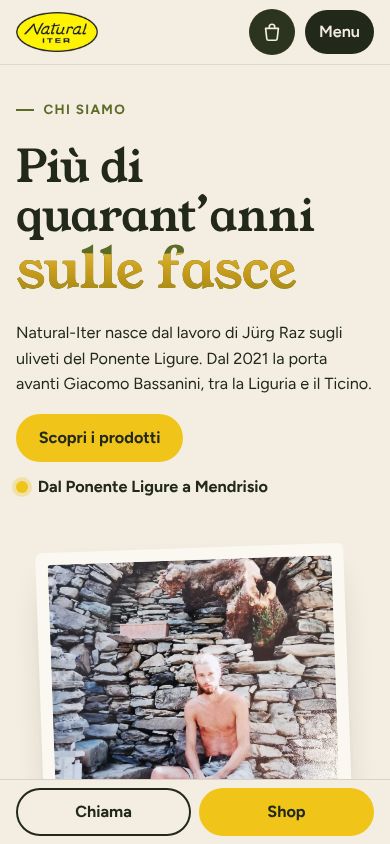 Natural
ITER
Menu
CHI SIAMO
Più di
quarant’anni
sulle fasce
Natural-Iter nasce dal lavoro di Jürg Raz sugli
uliveti del Ponente Ligure. Dal 2021 la porta
avanti Giacomo Bassanini, tra la Liguria e il Ticino.
Scopri i prodotti
Dal Ponente Ligure a Mendrisio
Chiama
Shop